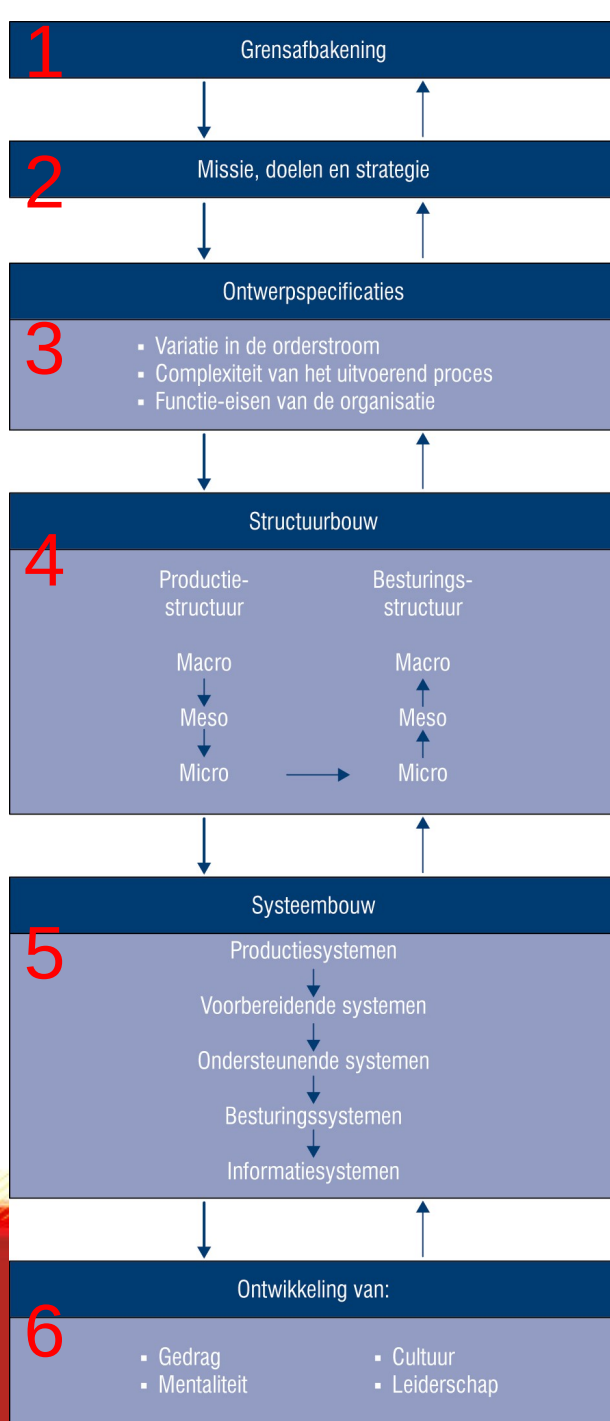 1
Grensafbakening
2
Missie, doelen en strategie
Ontwerpspecificaties
3
▪ Variatie in de orderstroom
▪ Complexiteit van het uitvoerend proces
▪ Functie-eisen van de organisatie
Structuurbouw
4
Productie-
structuur
Besturings-
structuur
Macro
Macro
Meso
Meso
Micro
Micro
Systeembouw
5
Productiesystemen
Voorbereidende systemen
Ondersteunende systemen
Besturingssystemen
Informatiesystemen
Ontwikkeling van:
6
▪ Gedrag
▪ Mentaliteit
▪ Cultuur
▪ Leiderschap